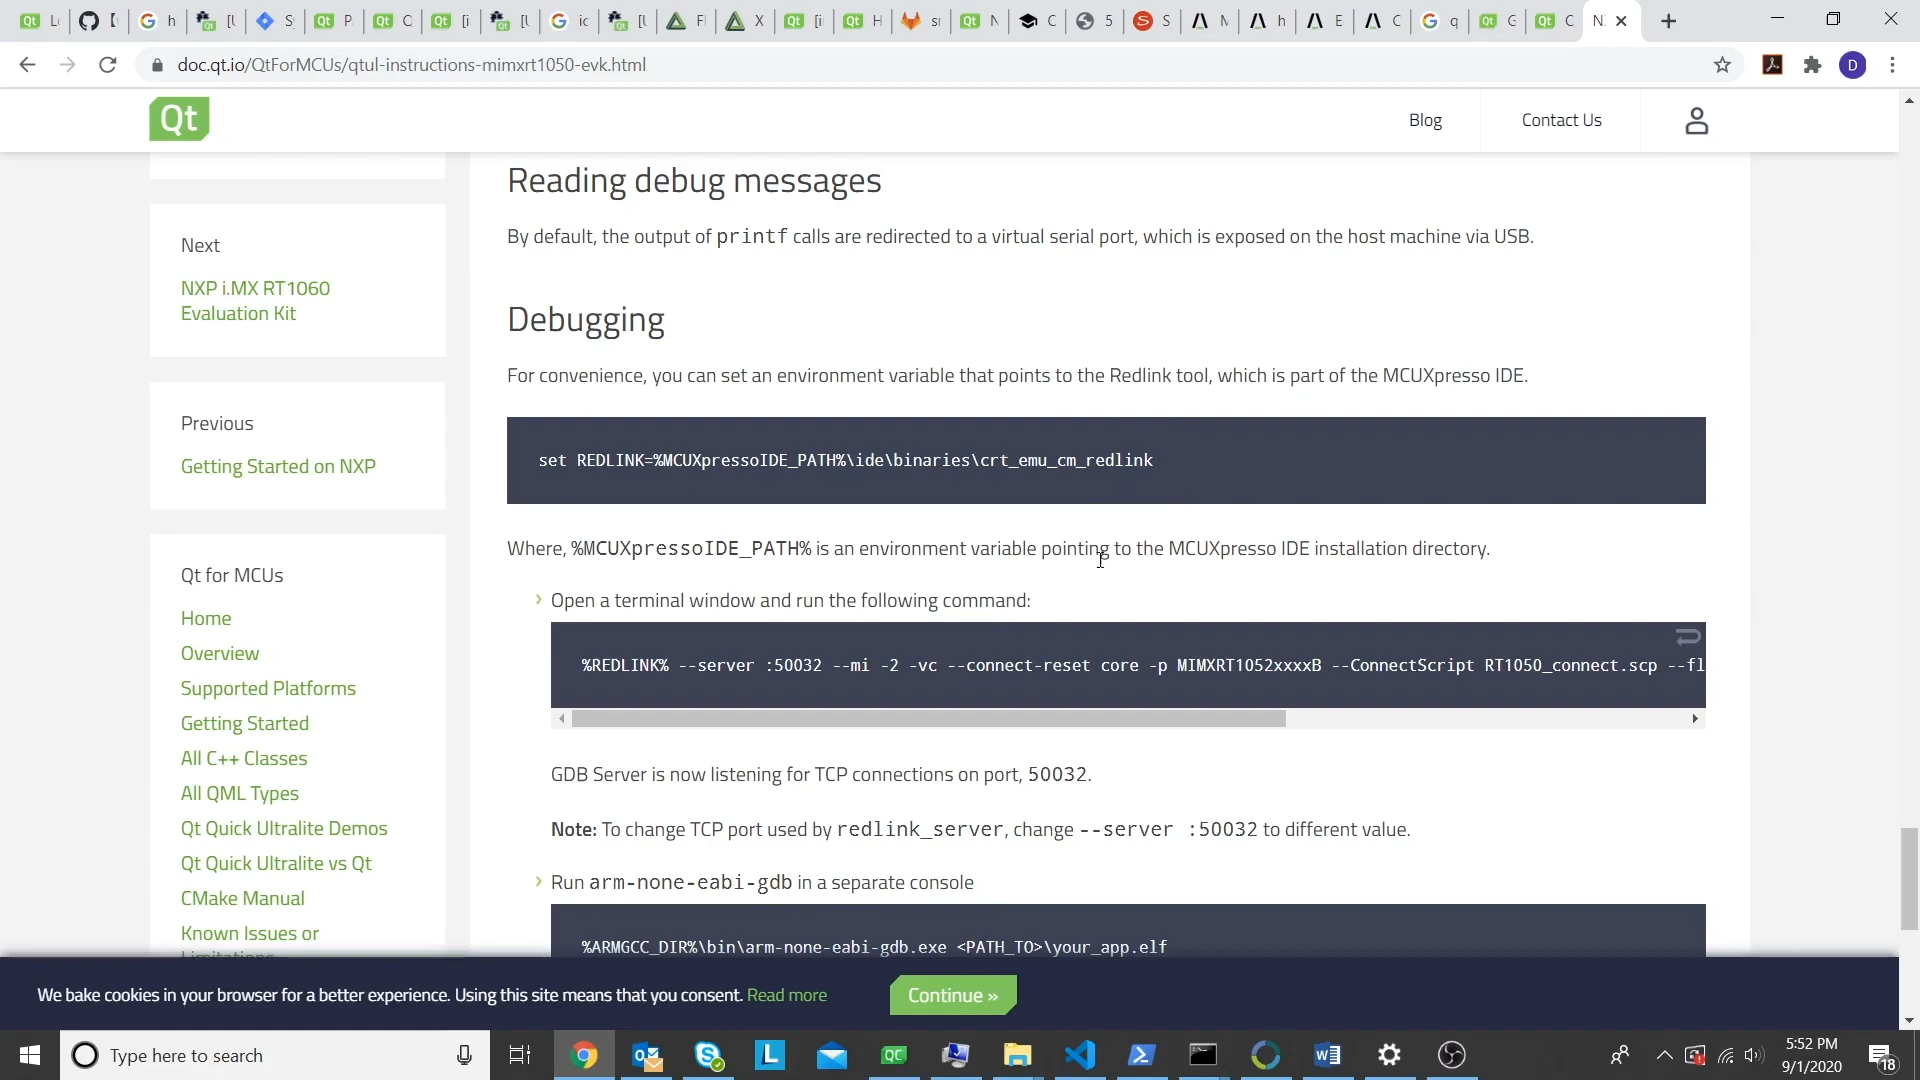 doc.qt.io/QtForMCUs/qtul-instructions-mimxrt1050-evk.html
D
Qt
Blog
Contact Us
Next
NXP i.MX RT1060
Evaluation Kit
Previous
Getting Started on NXP
Qt for MCUs
Home
Overview
Supported Platforms
Getting Started
All C++ Classes
All QML Types
Qt Quick Ultralite Demos
Qt Quick Ultralite vs Qt
CMake Manual
Known Issues or
Limitations
Reading debug messages
By default, the output of printf calls are redirected to a virtual serial port, which is exposed on the host machine via USB.
Debugging
For convenience, you can set an environment variable that points to the Redlink tool, which is part of the MCUXpresso IDE.
set REDLINK=%MCUXpressoIDE_PATH%\ide\binaries\crt_emu_cm_redlink
Where, %MCUXpressoIDE_PATH% is an environment variable pointing to the MCUXpresso IDE installation directory.
Open a terminal window and run the following command:
%REDLINK% --server :50032 --mi -2 -vc --connect-reset core -p MIMXRT1052xxxxB --ConnectScript RT1050_connect.scp --fl
GDB Server is now listening for TCP connections on port, 50032.
Note: To change TCP port used by redlink_server, change --server :50032 to different value.
Run arm-none-eabi-gdb in a separate console
%ARMGCC_DIR%\bin\arm-none-eabi-gdb.exe <PATH_TO>\your_app.elf
We bake cookies in your browser for a better experience. Using this site means that you consent. Read more
Continue »
Type here to search
5:52 PM
9/1/2020
18